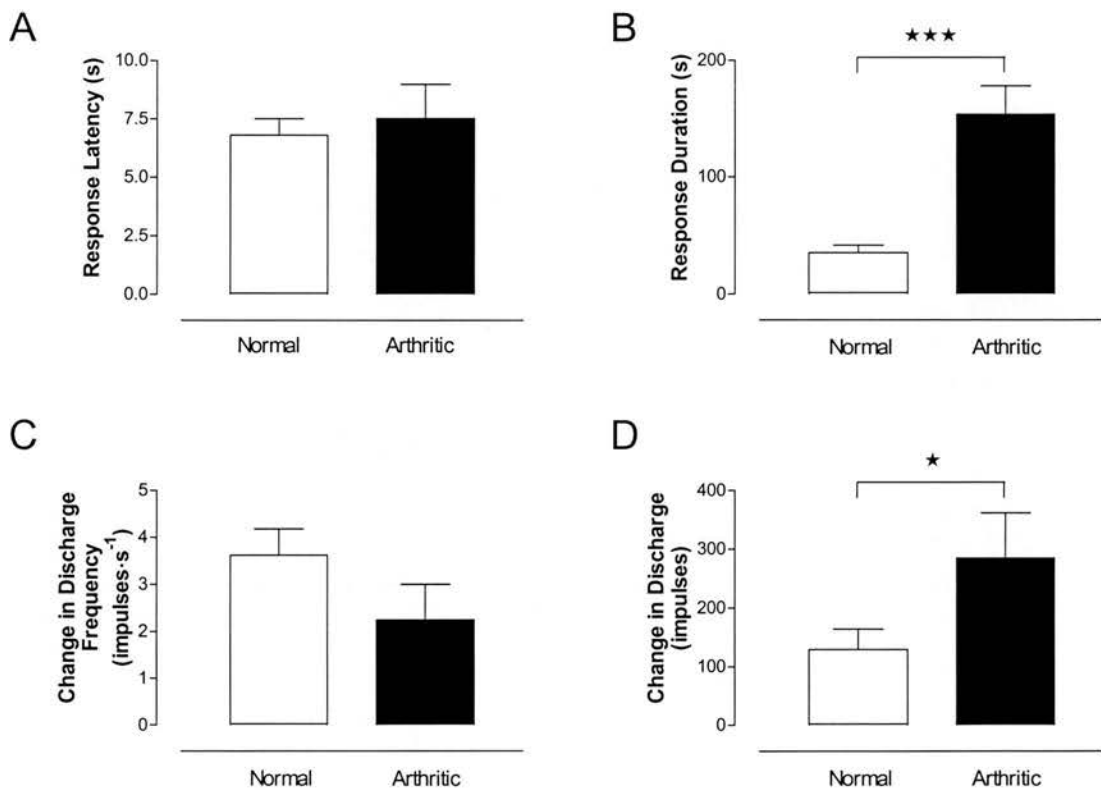 A
Response Latency (s)
10.0
7.5
5.0
2.5
0.0
Normal Arthritic
B
★★★
Response Duration (s)
200
100
0
Normal Arthritic
C
Change in Discharge
Frequency
(impulses·s⁻¹)
5
4
3
2
1
0
Normal Arthritic
D
★
Change in Discharge
(impulses)
400
300
200
100
0
Normal Arthritic